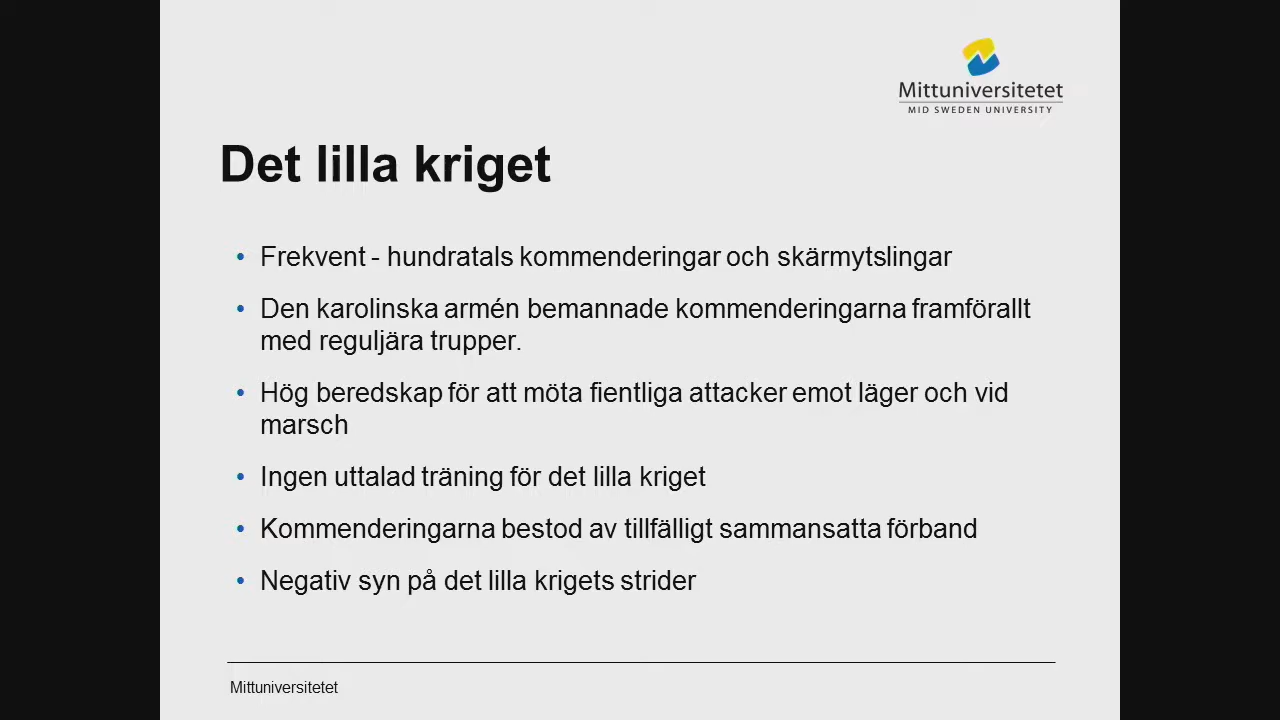 Mittuniversitetet
MID SWEDEN UNIVERSITY
Det lilla kriget
• Frekvent - hundratals kommenderingar och skärmytslingar
• Den karolinska armén bemannade kommenderingarna framförallt
med reguljära trupper.
• Hög beredskap för att möta fientliga attacker emot läger och vid
marsch
• Ingen uttalad träning för det lilla kriget
• Kommenderingarna bestod av tillfälligt sammansatta förband
• Negativ syn på det lilla krigets strider
Mittuniversitetet